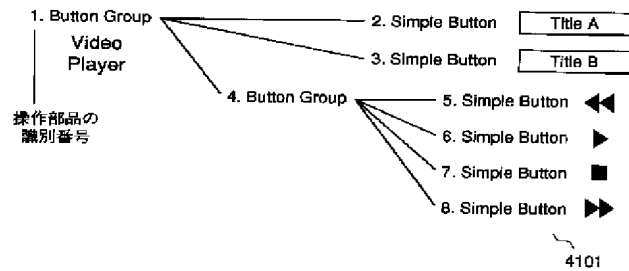 1. Button Group
Video
Player
操作部品の
識別番号
2. Simple Button
Title A
3. Simple Button
Title B
4. Button Group
5. Simple Button
6. Simple Button
7. Simple Button
8. Simple Button
4101